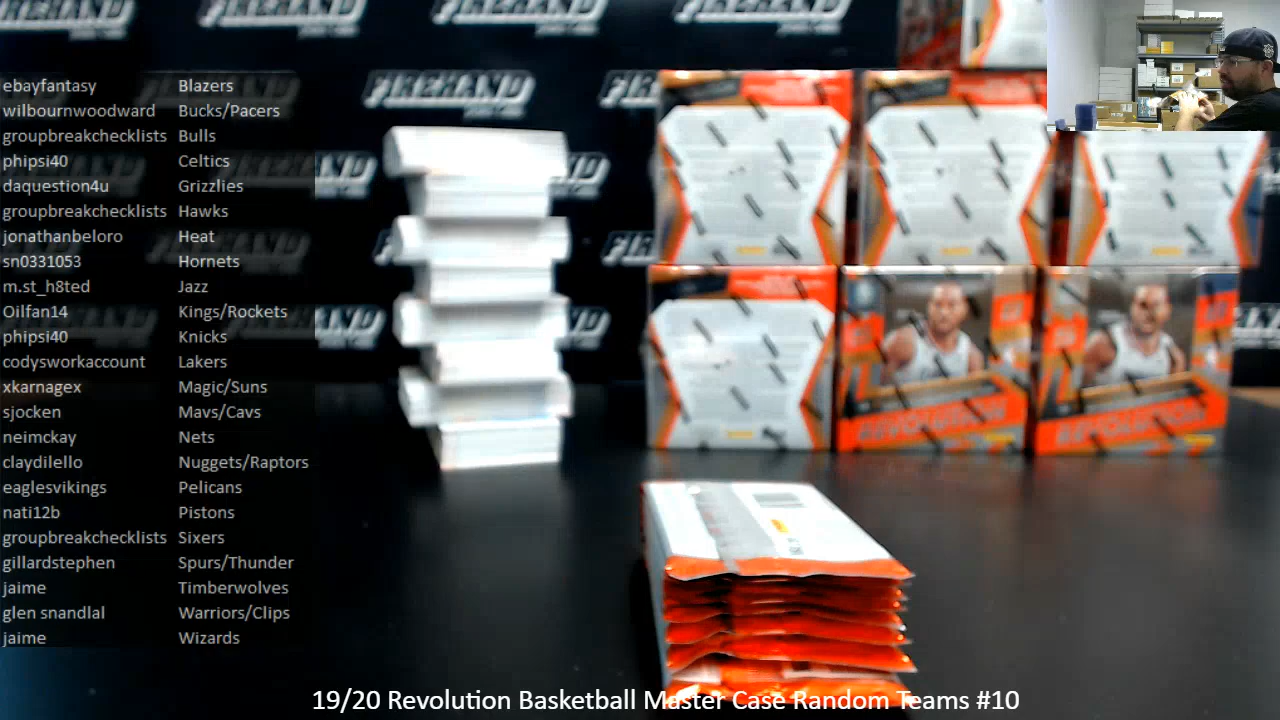 FIREHAND
FIREHAND
FIREHAND
FIREHAND
ebayfantasy Blazers
wilbournwoodward Bucks/Pacers
groupbreakchecklists Bulls
phipsi40 Celtics
daquestion4u Grizzlies
groupbreakchecklists Hawks
jonathanbeloro Heat
sn0331053 Hornets
m.st_h8ted Jazz
Oilfan14 Kings/Rockets
phipsi40 Knicks
codysworkaccount Lakers
xkarnagex Magic/Suns
sjocken Mavs/Cavs
neimckay Nets
claydilello Nuggets/Raptors
eaglesvikings Pelicans
nati12b Pistons
groupbreakchecklists Sixers
gillardstephen Spurs/Thunder
jaime Timberwolves
glen snandlal Warriors/Clips
jaime Wizards
REVOLUTION
REVOLUTION
19/20 Revolution Basketball Master Case Random Teams #10